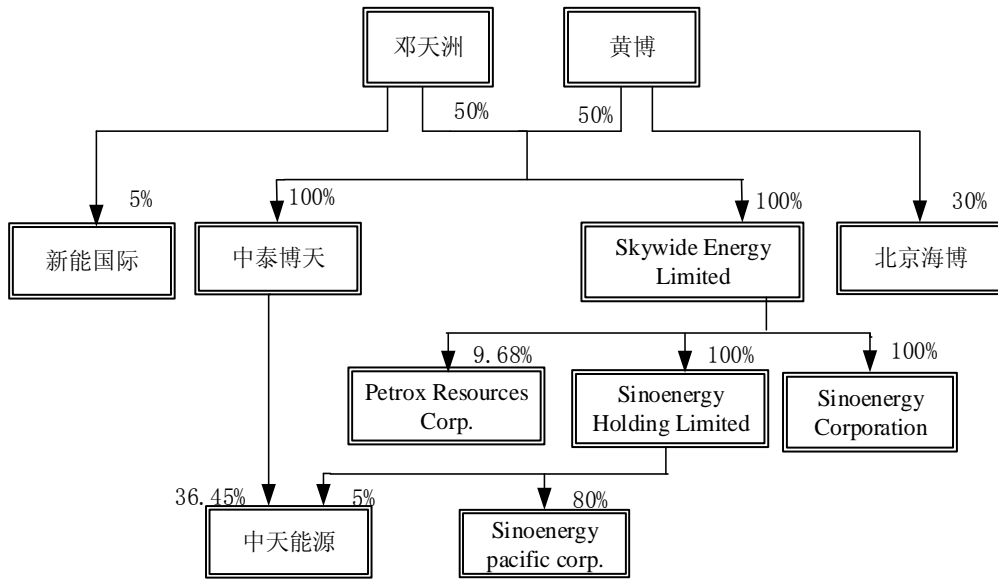 邓天洲
黄博
50%
50%
5%
100%
100%
30%
新能国际
中泰博天
Skywide Energy
Limited
北京海博
9.68%
100%
100%
Petrox Resources
Corp.
Sinoenergy
Holding Limited
Sinoenergy
Corporation
36.45%
5%
80%
中天能源
Sinoenergy
pacific corp.